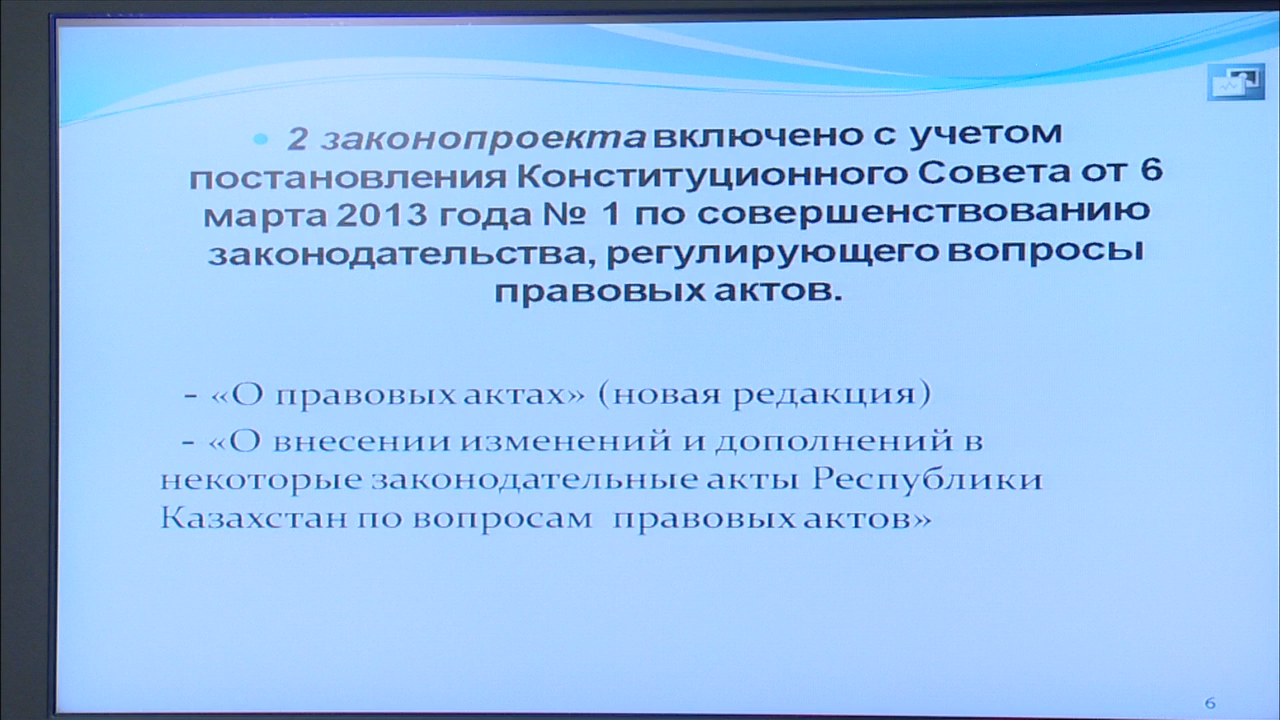 • 2 законопроекта включено с учетом
постановления Конституционного Совета от 6
марта 2013 года № 1 по совершенствованию
законодательства, регулирующего вопросы
правовых актов.
- «О правовых актах» (новая редакция)
- «О внесении изменений и дополнений в
некоторые законодательные акты Республики
Казахстан по вопросам правовых актов»
6